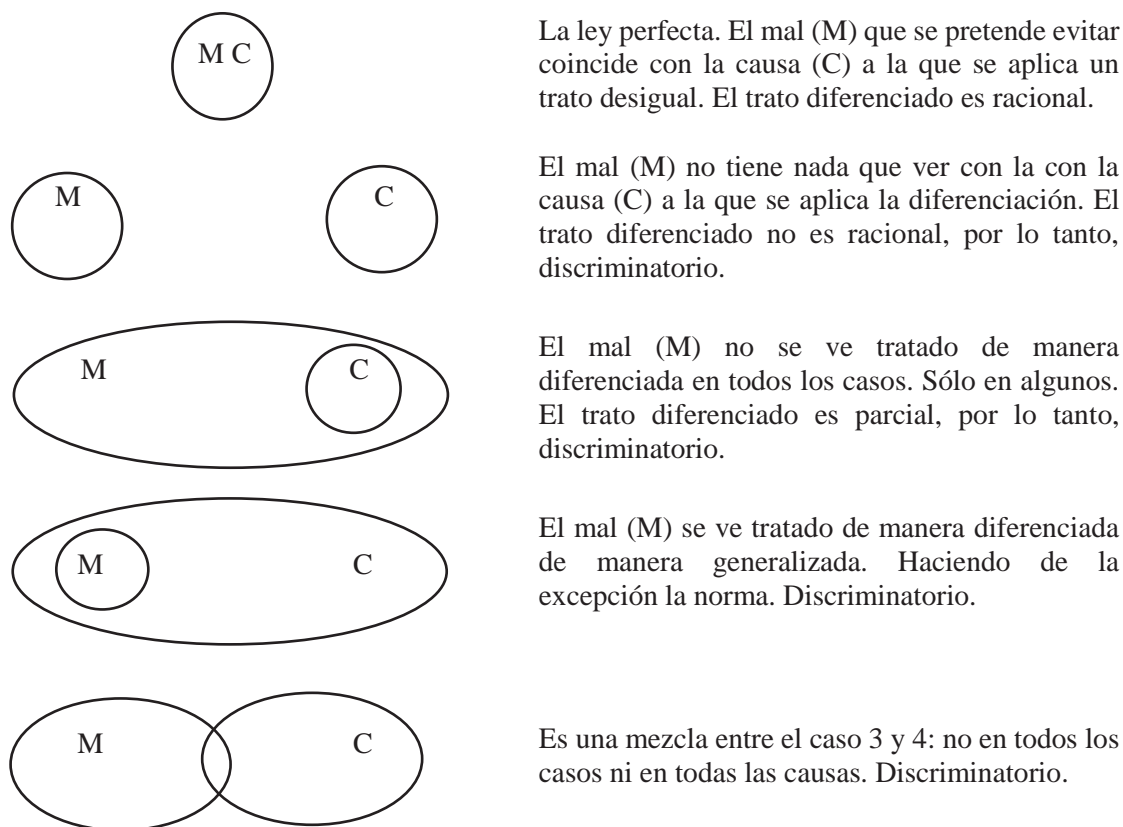 M C
La ley perfecta. El mal (M) que se pretende evitar
coincide con la causa (C) a la que se aplica un
trato desigual. El trato diferenciado es racional.
M
C
El mal (M) no tiene nada que ver con la con la
causa (C) a la que se aplica la diferenciación. El
trato diferenciado no es racional, por lo tanto,
discriminatorio.
M
C
El mal (M) no se ve tratado de manera
diferenciada en todos los casos. Sólo en algunos.
El trato diferenciado es parcial, por lo tanto,
discriminatorio.
M
C
El mal (M) se ve tratado de manera diferenciada
de manera generalizada. Haciendo de la
excepción la norma. Discriminatorio.
M
C
Es una mezcla entre el caso 3 y 4: no en todos los
casos ni en todas las causas. Discriminatorio.